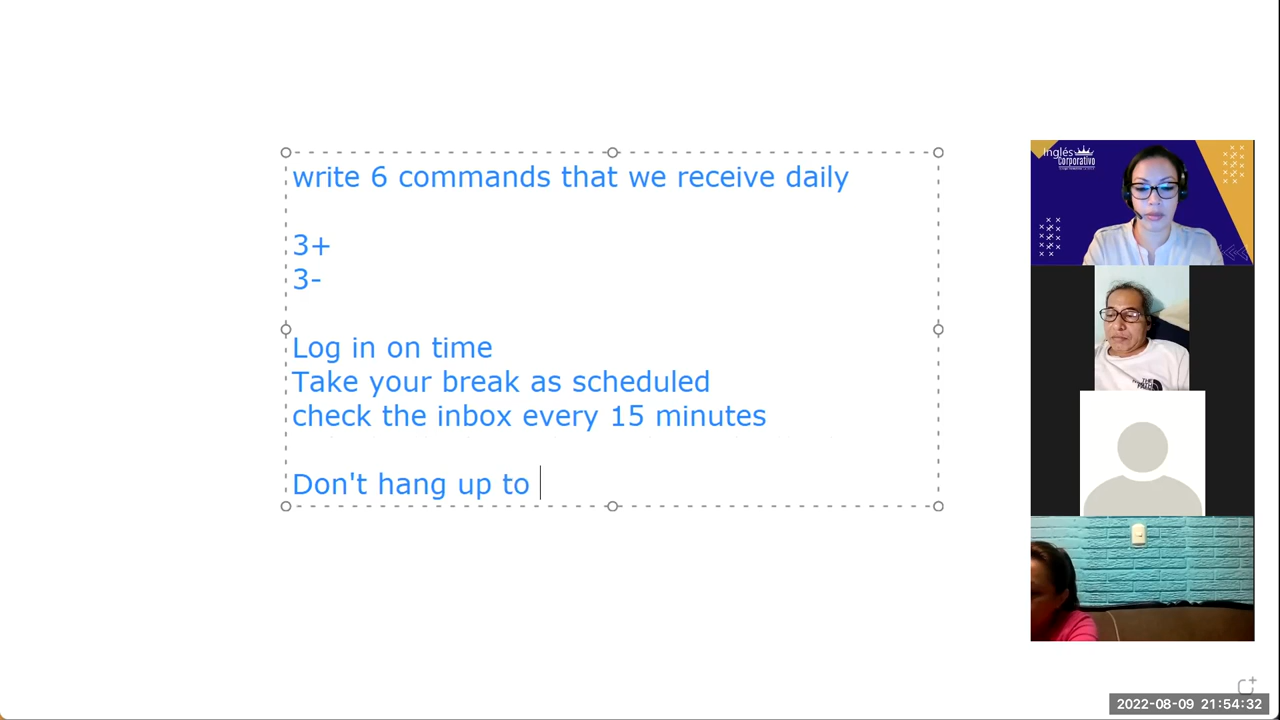 write 6 commands that we receive daily
3+
3-
Log in on time
Take your break as scheduled
check the inbox every 15 minutes
Don't hang up to
Inglés
Corporativo
2022-08-09 21:54:32